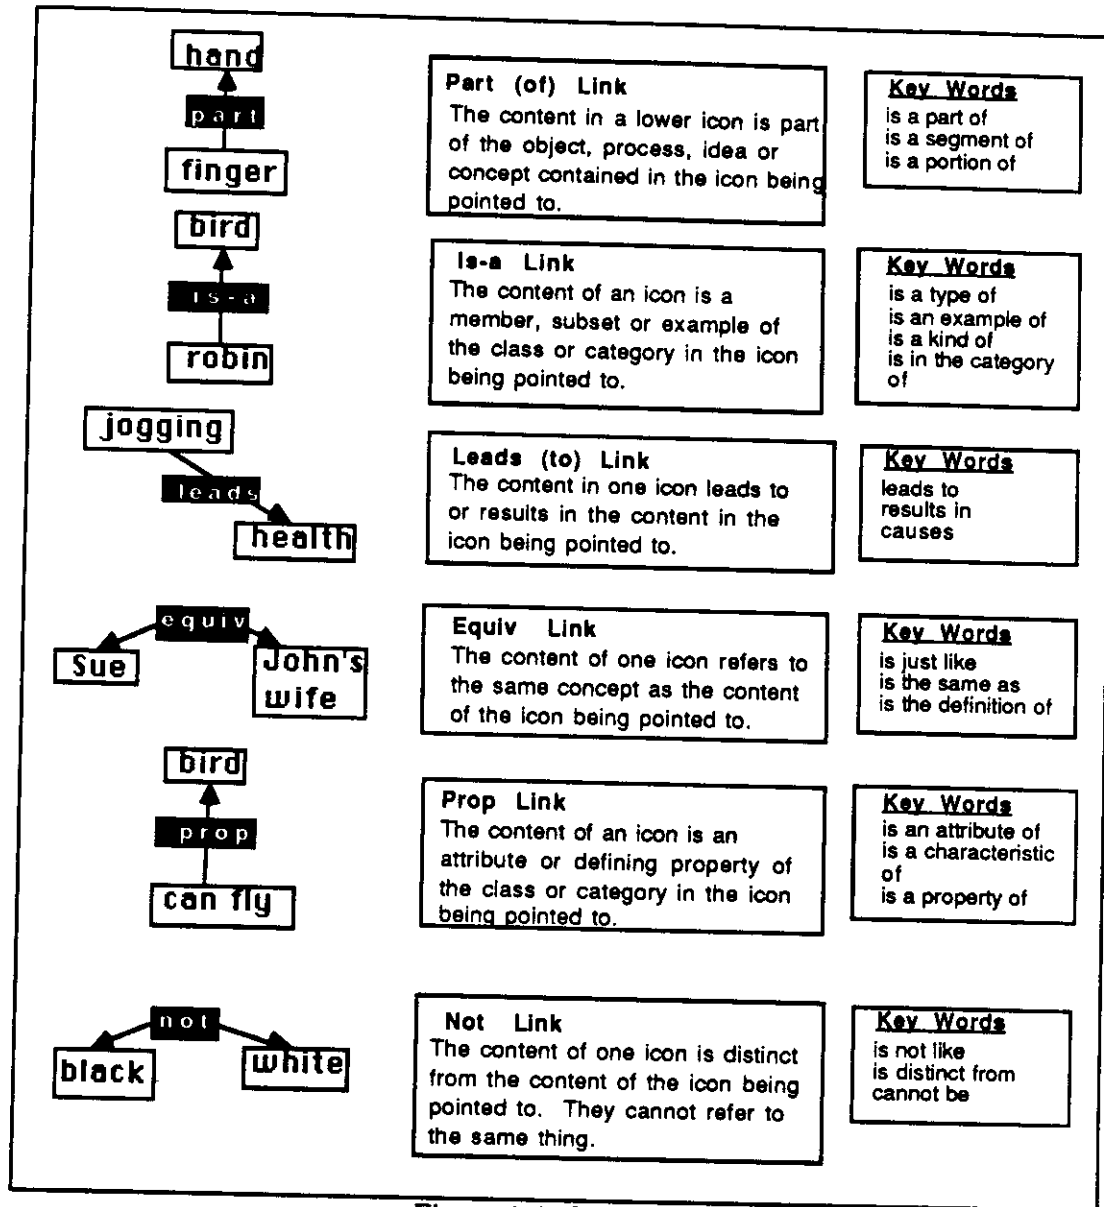 hand
part
finger
Part (of) Link
The content in a lower icon is part
of the object, process, idea or
concept contained in the icon being
pointed to.
Key Words
is a part of
is a segment of
is a portion of
bird
is-a
robin
Is-a Link
The content of an icon is a
member, subset or example of
the class or category in the icon
being pointed to.
Key Words
is a type of
is an example of
is a kind of
is in the category
of
jogging
leads
health
Leads (to) Link
The content in one icon leads to
or results in the content in the
icon being pointed to.
Key Words
leads to
results in
causes
equiv
Sue
John's
wife
Equiv Link
The content of one icon refers to
the same concept as the content
of the icon being pointed to.
Key Words
is just like
is the same as
is the definition of
bird
prop
can fly
Prop Link
The content of an icon is an
attribute or defining property of
the class or category in the icon
being pointed to.
Key Words
is an attribute of
is a characteristic
of
is a property of
not
black
white
Not Link
The content of one icon is distinct
from the content of the icon being
pointed to. They cannot refer to
the same thing.
Key Words
is not like
is distinct from
cannot be